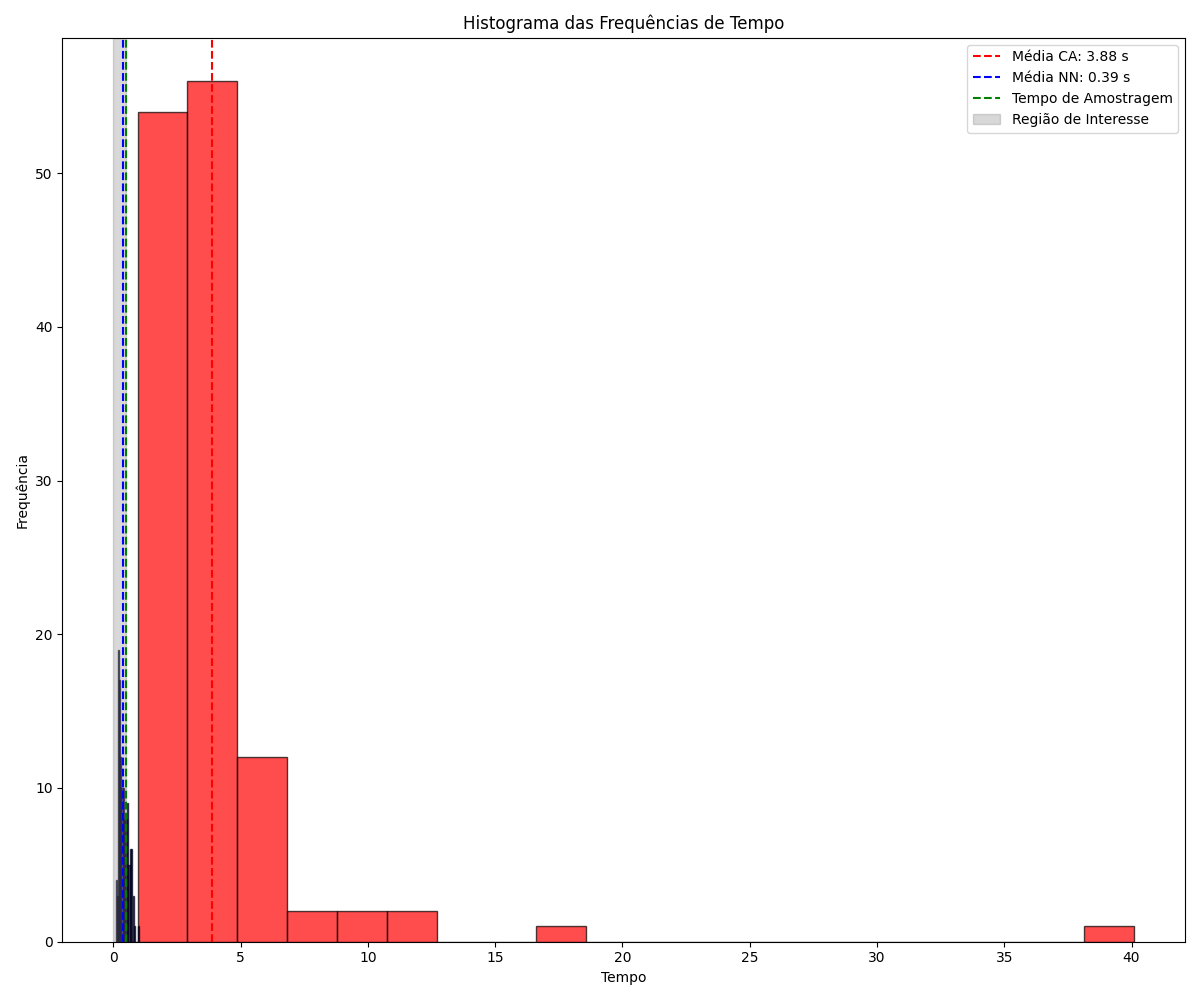 Histograma das Frequências de Tempo
Média CA: 3.88 s
Média NN: 0.39 s
Tempo de Amostragem
Região de Interesse
Frequência
50
40
30
20
10
0
0 5 10 15 20 25 30 35 40
Tempo